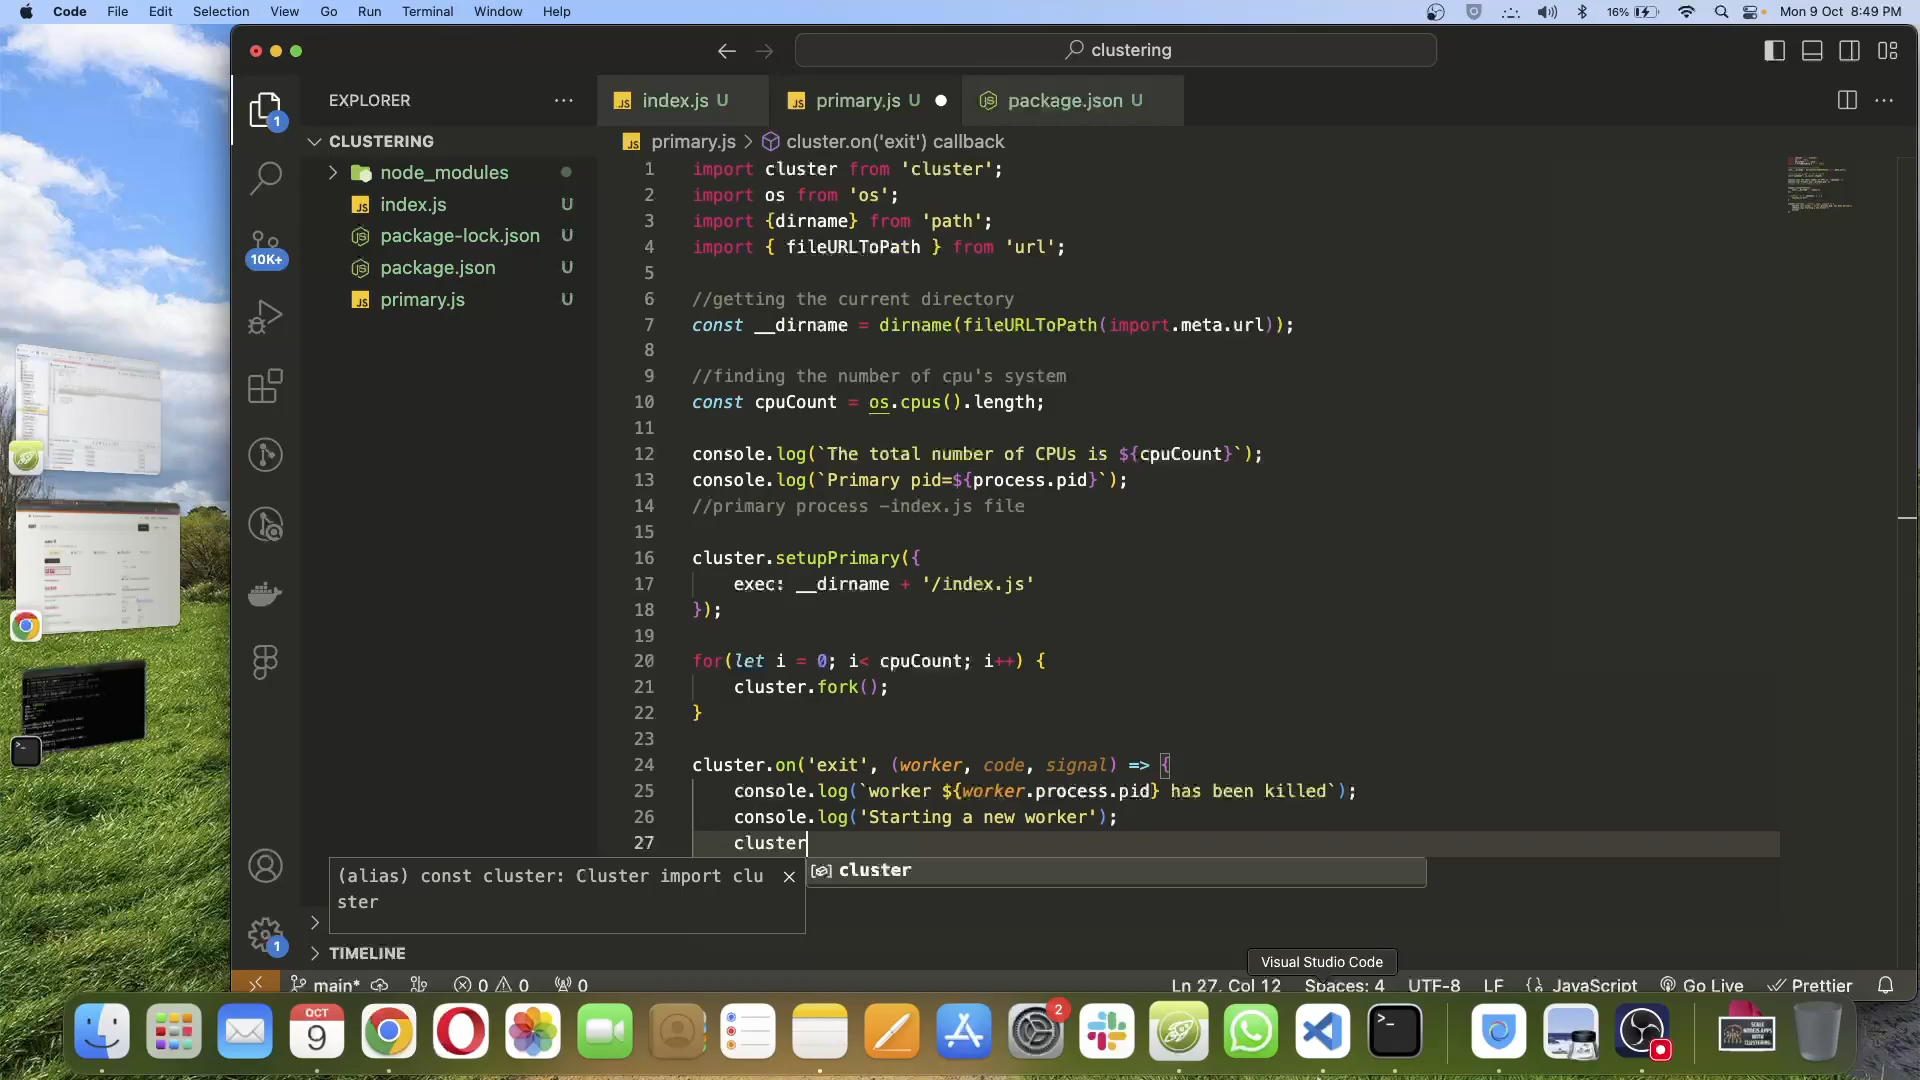 Code File Edit Selection View Go Run Terminal Window Help
16% Mon 9 Oct 8:49 PM
clustering
EXPLORER
CLUSTERING
node_modules
index.js U
package-lock.json U
package.json U
primary.js U
1
10K+
index.js U primary.js U package.json U
primary.js > cluster.on('exit') callback
1 import cluster from 'cluster';
2 import os from 'os';
3 import {dirname} from 'path';
4 import { fileURLToPath } from 'url';
5
6 //getting the current directory
7 const __dirname = dirname(fileURLToPath(import.meta.url));
8
9 //finding the number of cpu's system
10 const cpuCount = os.cpus().length;
11
12 console.log(`The total number of CPUs is ${cpuCount}`);
13 console.log(`Primary pid=${process.pid}`);
14 //primary process -index.js file
15
16 cluster.setupPrimary({
17 exec: __dirname + '/index.js'
18 });
19
20 for(let i = 0; i< cpuCount; i++) {
21 cluster.fork();
22 }
23
24 cluster.on('exit', (worker, code, signal) => {
25 console.log(`worker ${worker.process.pid} has been killed`);
26 console.log('Starting a new worker');
27 cluster
cluster
(alias) const cluster: Cluster import clu
ster
1
TIMELINE
Visual Studio Code
main* 0 0 0 Ln 27, Col 12 Spaces: 4 UTF-8 LF JavaScript Go Live Prettier
OCT
9
2